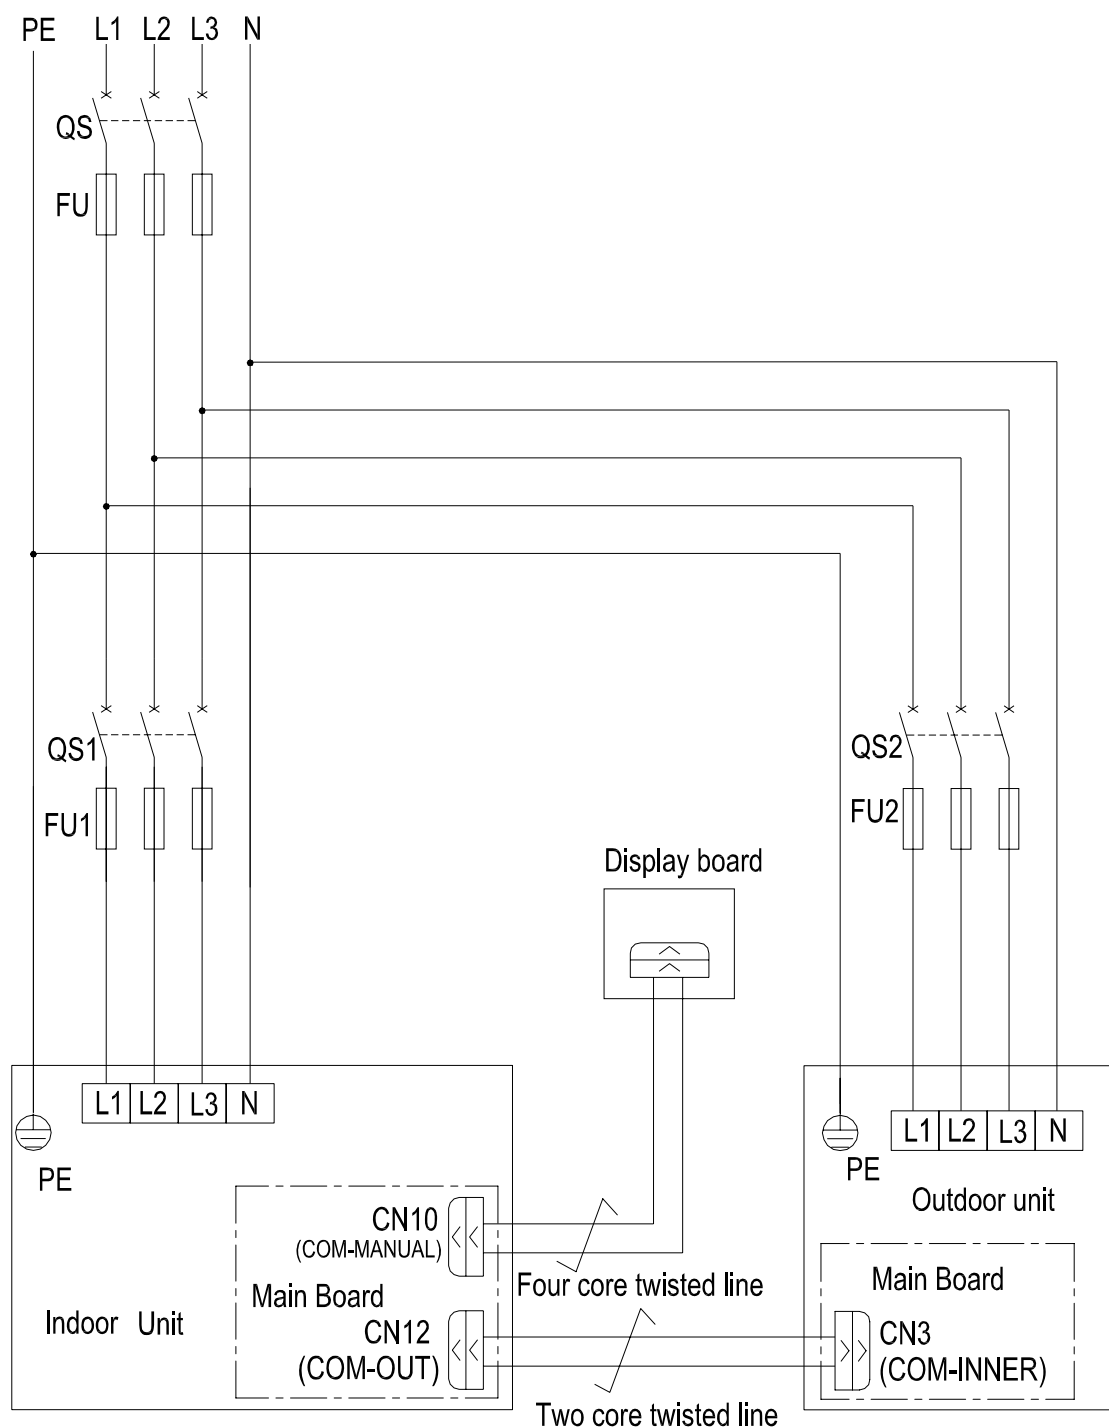 PE L1 L2 L3 N
QS
FU
QS1
QS2
FU1
FU2
Display board
L1 L2 L3 N
L1 L2 L3 N
PE
PE
Outdoor unit
CN10
(COM-MANUAL)
Four core twisted line
Main Board
Main Board
Indoor Unit
CN12
(COM-OUT)
CN3
(COM-INNER)
Two core twisted line